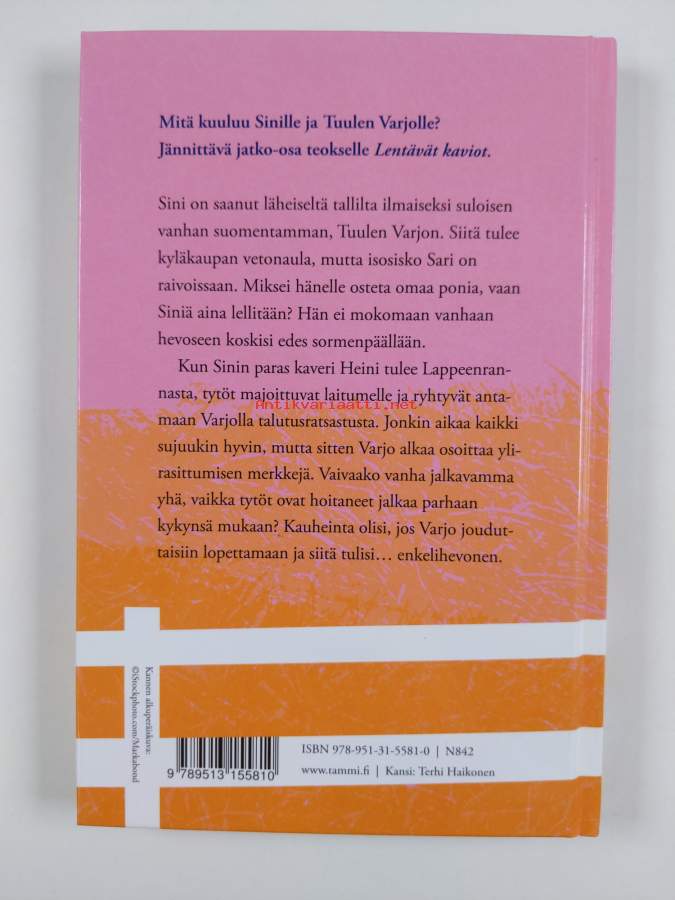 Mitä kuuluu Sinille ja Tuulen Varjolle?
Jännittävä jatko-osa teokselle Lentävät kaviot.
Sini on saanut läheiseltä tallilta ilmaiseksi suloisen
vanhan suomentamman, Tuulen Varjon. Siitä tulee
kyläkaupan vetonaula, mutta isosisko Sari on
raivoissaan. Miksei hänelle osteta omaa ponia, vaan
Siniä aina lellitään? Hän ei mokomaan vanhaan
hevoseen koskisi edes sormenpäällään.
Kun Sinin paras kaveri Heini tulee Lappeenran-
nasta, tytöt majoittuvat laitumelle ja ryhtyvät anta-
Antikvariaatti.net
maan Varjolla talutusratsastusta. Jonkin aikaa kaikki
sujuukin hyvin, mutta sitten Varjo alkaa osoittaa yli-
rasittumisen merkkejä. Vaivaako vanha jalkavamma
yhä, vaikka tytöt ovat hoitaneet jalkaa parhaan
kykynsä mukaan? Kauheinta olisi, jos Varjo joudut-
taisiin lopettamaan ja siitä tulisi… enkelihevonen.
Kannen alkuperäiskuva:
©iStockphoto.com/Markabond
ISBN 978-951-31-5581-0 | N842
www.tammi.fi | Kansi: Terhi Haikonen
9 789513 155810